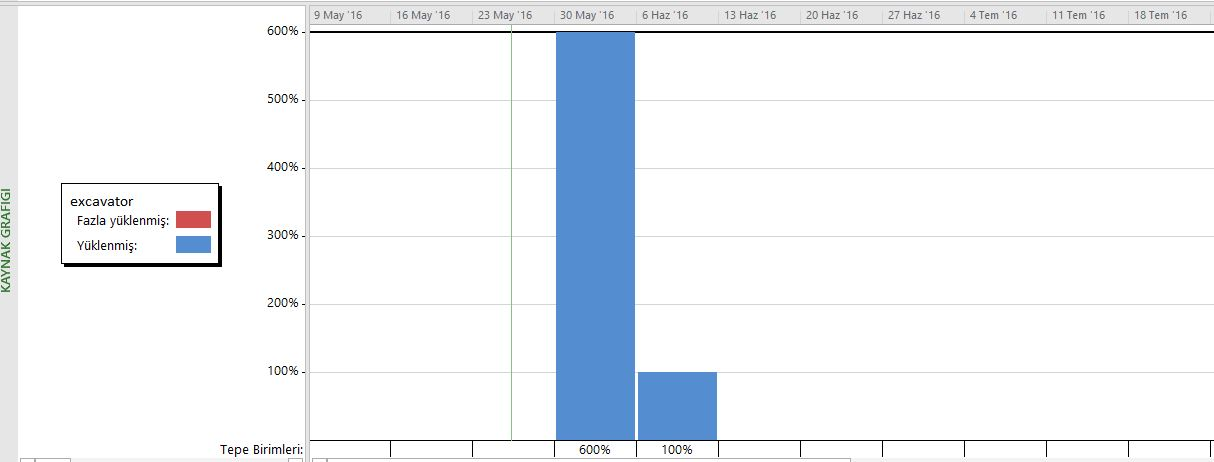 9 May '16 16 May '16 23 May '16 30 May '16 6 Haz '16 13 Haz '16 20 Haz '16 27 Haz '16 4 Tem '16 11 Tem '16 18 Tem '16
600%
500%
400%
300%
200%
100%
KAYNAK GRAFIGI
excavator
Fazla yüklenmiş:
Yüklenmiş:
Tepe Birimleri: 600% 100%